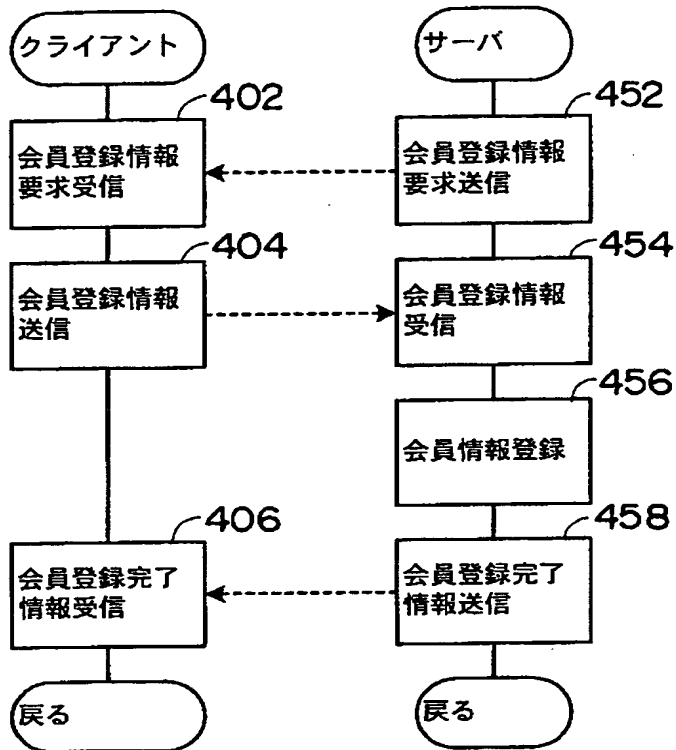 クライアント
サーバ
402
452
会員登録情報
要求受信
会員登録情報
要求送信
404
454
会員登録情報
送信
会員登録情報
受信
456
会員情報登録
406
458
会員登録完了
情報受信
会員登録完了
情報送信
戻る
戻る